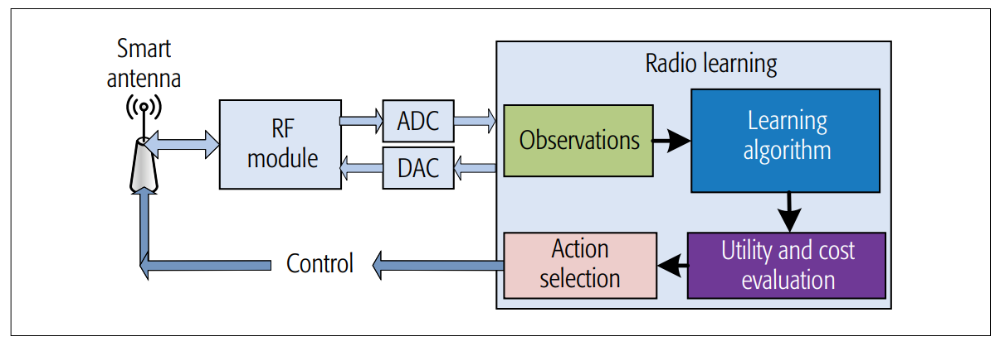 Smart
antenna
RF
module
ADC
DAC
Radio learning
Observations
Learning
algorithm
Action
selection
Utility and cost
evaluation
Control